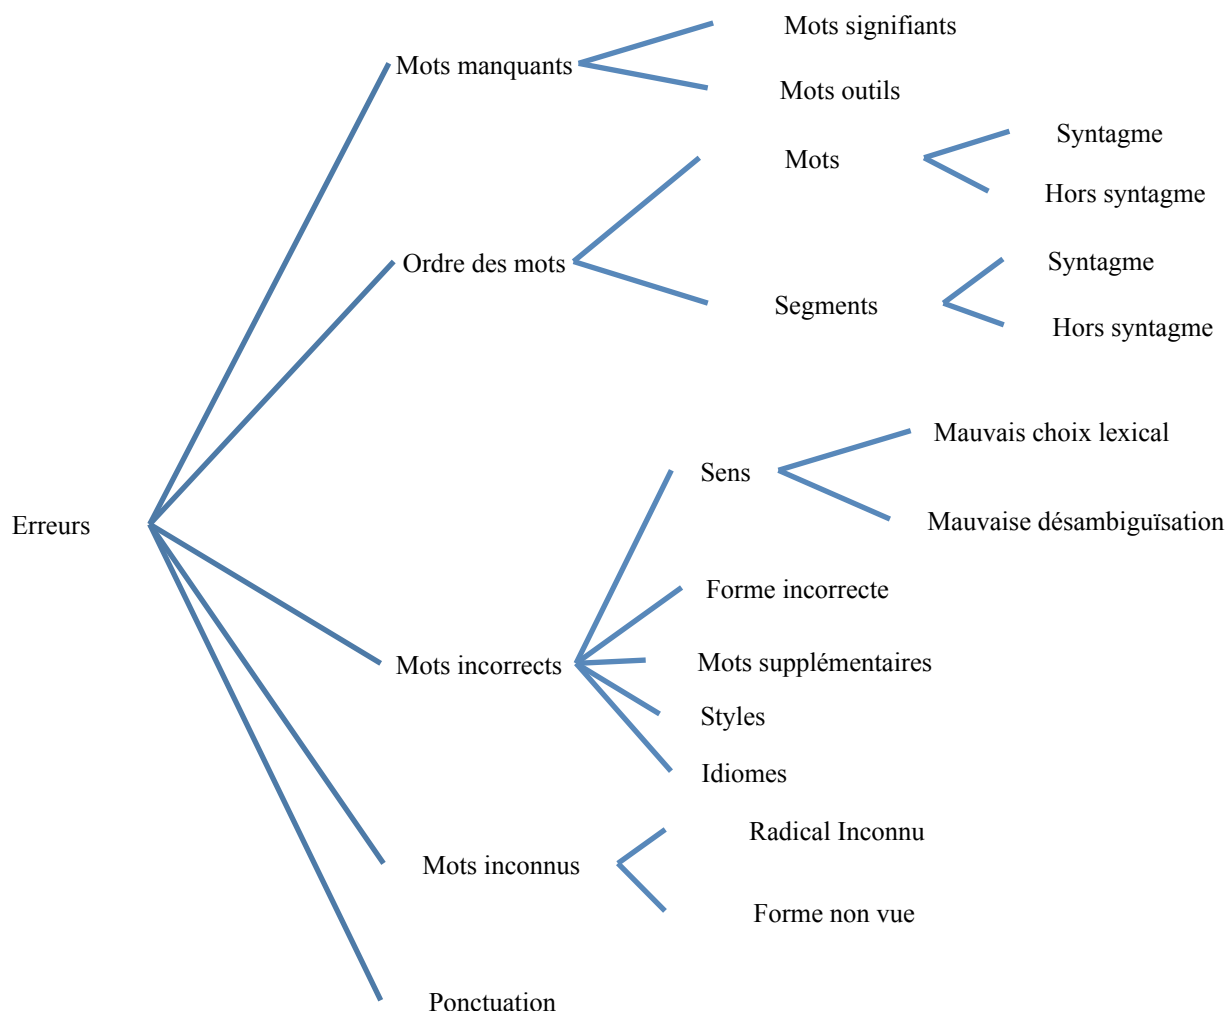 Mots signifiants
Mots manquants
Mots outils
Syntagme
Mots
Hors syntagme
Ordre des mots
Syntagme
Segments
Hors syntagme
Mauvais choix lexical
Sens
Erreurs
Mauvaise désambiguïsation
Forme incorrecte
Mots incorrects
Mots supplémentaires
Styles
Idiomes
Radical Inconnu
Mots inconnus
Forme non vue
Ponctuation